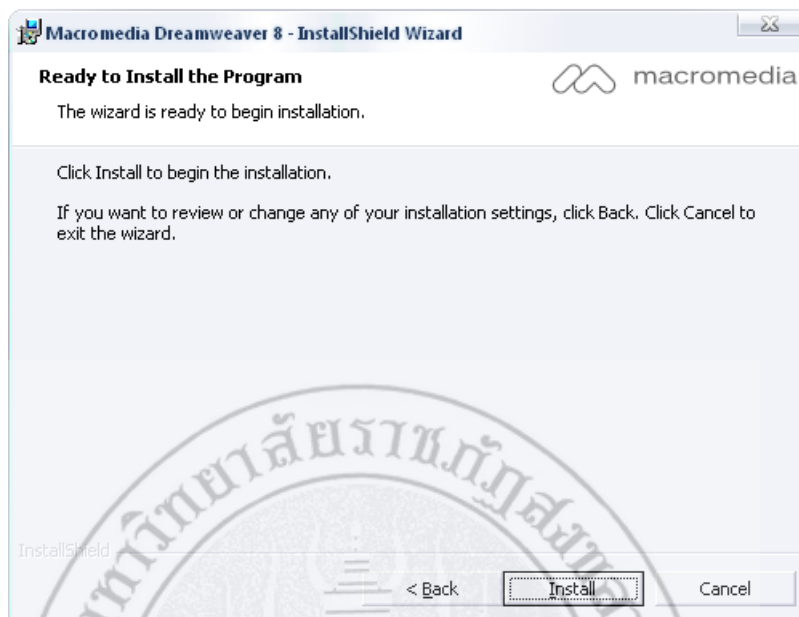 Macromedia Dreamweaver 8 - InstallShield Wizard
Ready to Install the Program
macromedia
The wizard is ready to begin installation.
Click Install to begin the installation.
If you want to review or change any of your installation settings, click Back. Click Cancel to
exit the wizard.
InstallShield
< Back
Install
Cancel